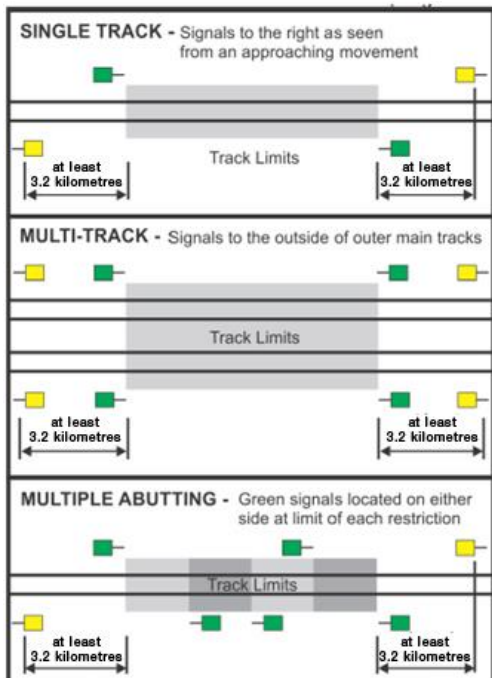 SINGLE TRACK - Signals to the right as seen
from an approaching movement
Track Limits
at least
3.2 kilometres
at least
3.2 kilometres
MULTI-TRACK - Signals to the outside of outer main tracks
Track Limits
at least
3.2 kilometres
at least
3.2 kilometres
MULTIPLE ABUTTING - Green signals located on either
side at limit of each restriction
Track Limits
at least
3.2 kilometres
at least
3.2 kilometres